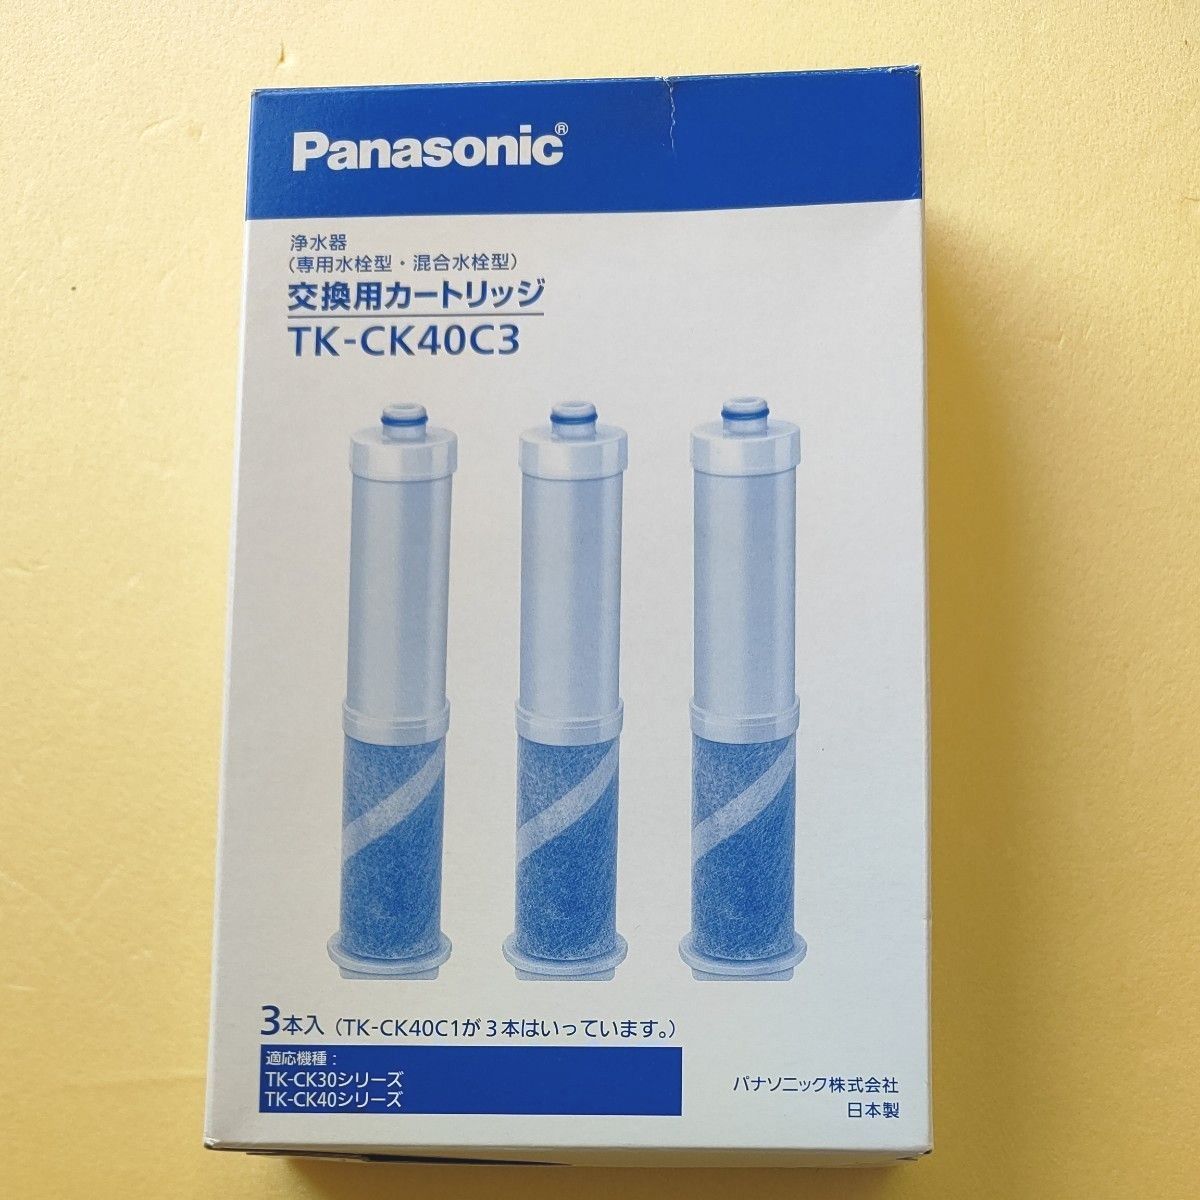 Panasonic®
浄水器
（専用水栓型・混合水栓型）
交換用カートリッジ
TK-CK40C3
3本入（TK-CK40C1が3本はいっています。）
適応機種：
TK-CK30シリーズ
TK-CK40シリーズ
パナソニック株式会社
日本製